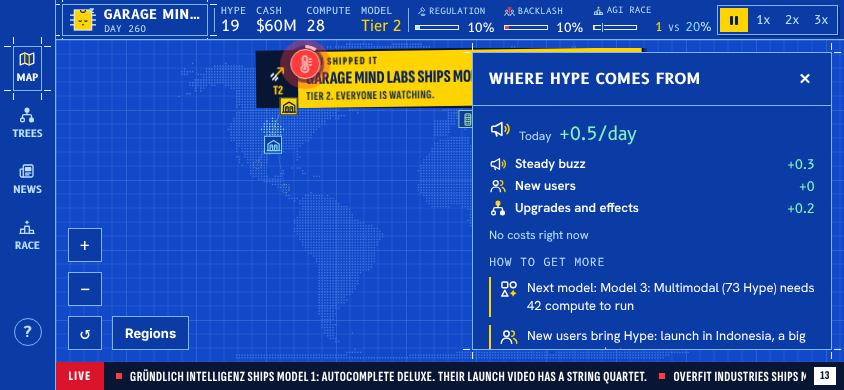 GARAGE MIN...
DAY 260
HYPE
19
CASH
$60M
COMPUTE
28
MODEL
Tier 2
REGULATION
10%
BACKLASH
10%
AGI RACE
1 VS 20%
1x
2x
3x
MAP
TREES
NEWS
RACE
?
T2
SHIPPED IT
GARAGE MIND LABS SHIPS MO
TIER 2. EVERYONE IS WATCHING.
WHERE HYPE COMES FROM
Today +0.5/day
Steady buzz +0.3
New users +0
Upgrades and effects +0.2
No costs right now
HOW TO GET MORE
Next model: Model 3: Multimodal (73 Hype) needs
42 compute to run
New users bring Hype: launch in Indonesia, a big
+
−
↺
Regions
LIVE
GRÜNDLICH INTELLIGENZ SHIPS MODEL 1: AUTOCOMPLETE DELUXE. THEIR LAUNCH VIDEO HAS A STRING QUARTET.
OVERFIT INDUSTRIES SHIPS
13